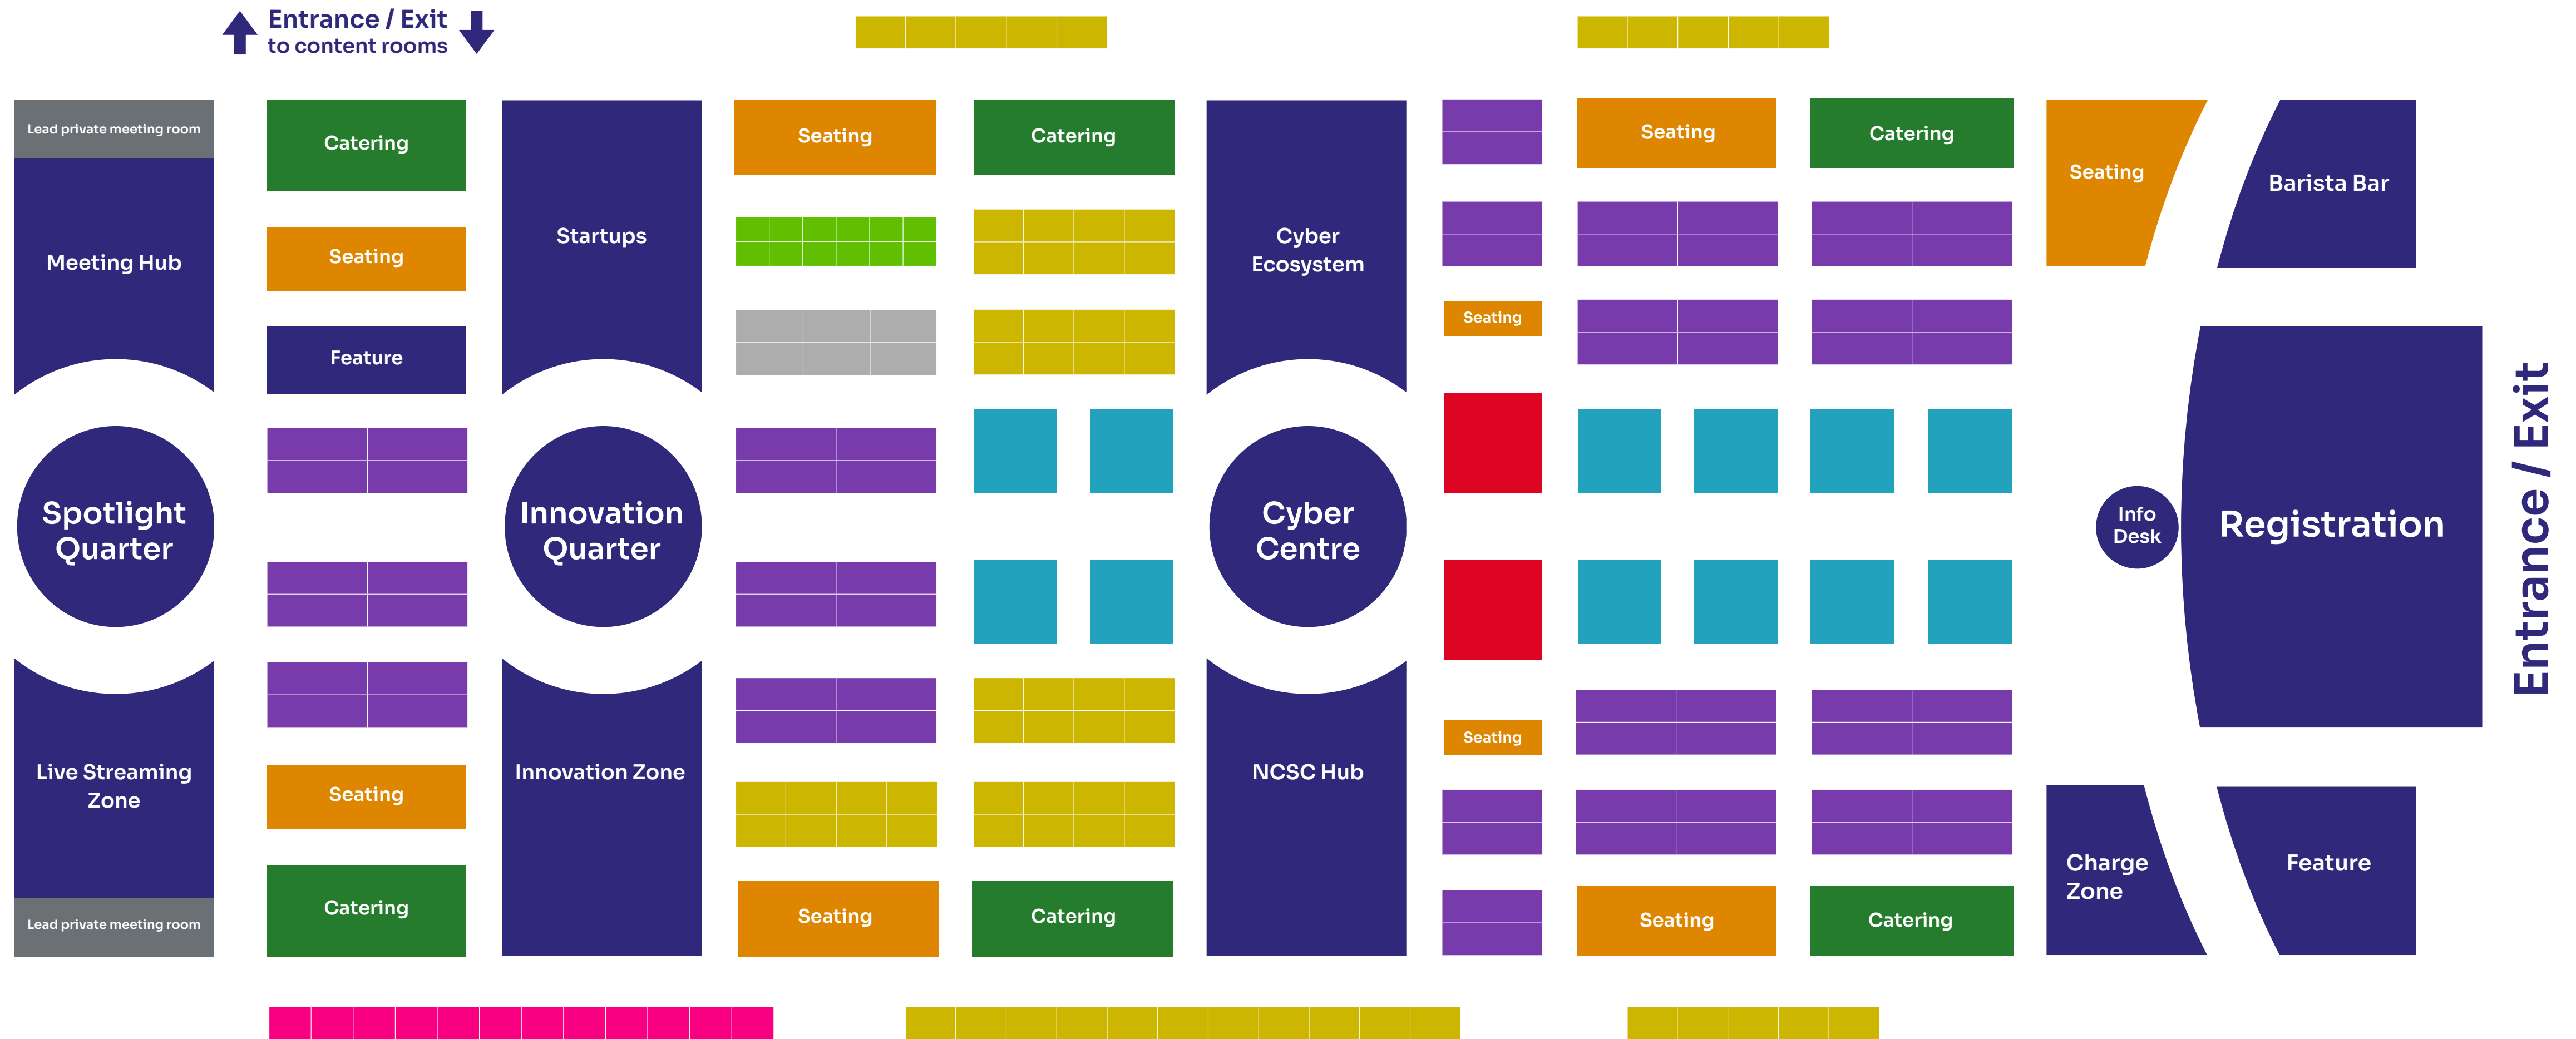 Entrance / Exit
to content rooms
Lead private meeting room
Meeting Hub
Spotlight
Quarter
Live Streaming
Zone
Lead private meeting room
Catering
Seating
Feature
Seating
Catering
Startups
Innovation
Quarter
Innovation Zone
Seating
Seating
Catering
Catering
Cyber
Ecosystem
Cyber
Centre
NCSC Hub
Seating
Seating
Seating
Seating
Catering
Catering
Seating
Barista Bar
Info
Desk
Registration
Charge
Zone
Feature
Entrance / Exit